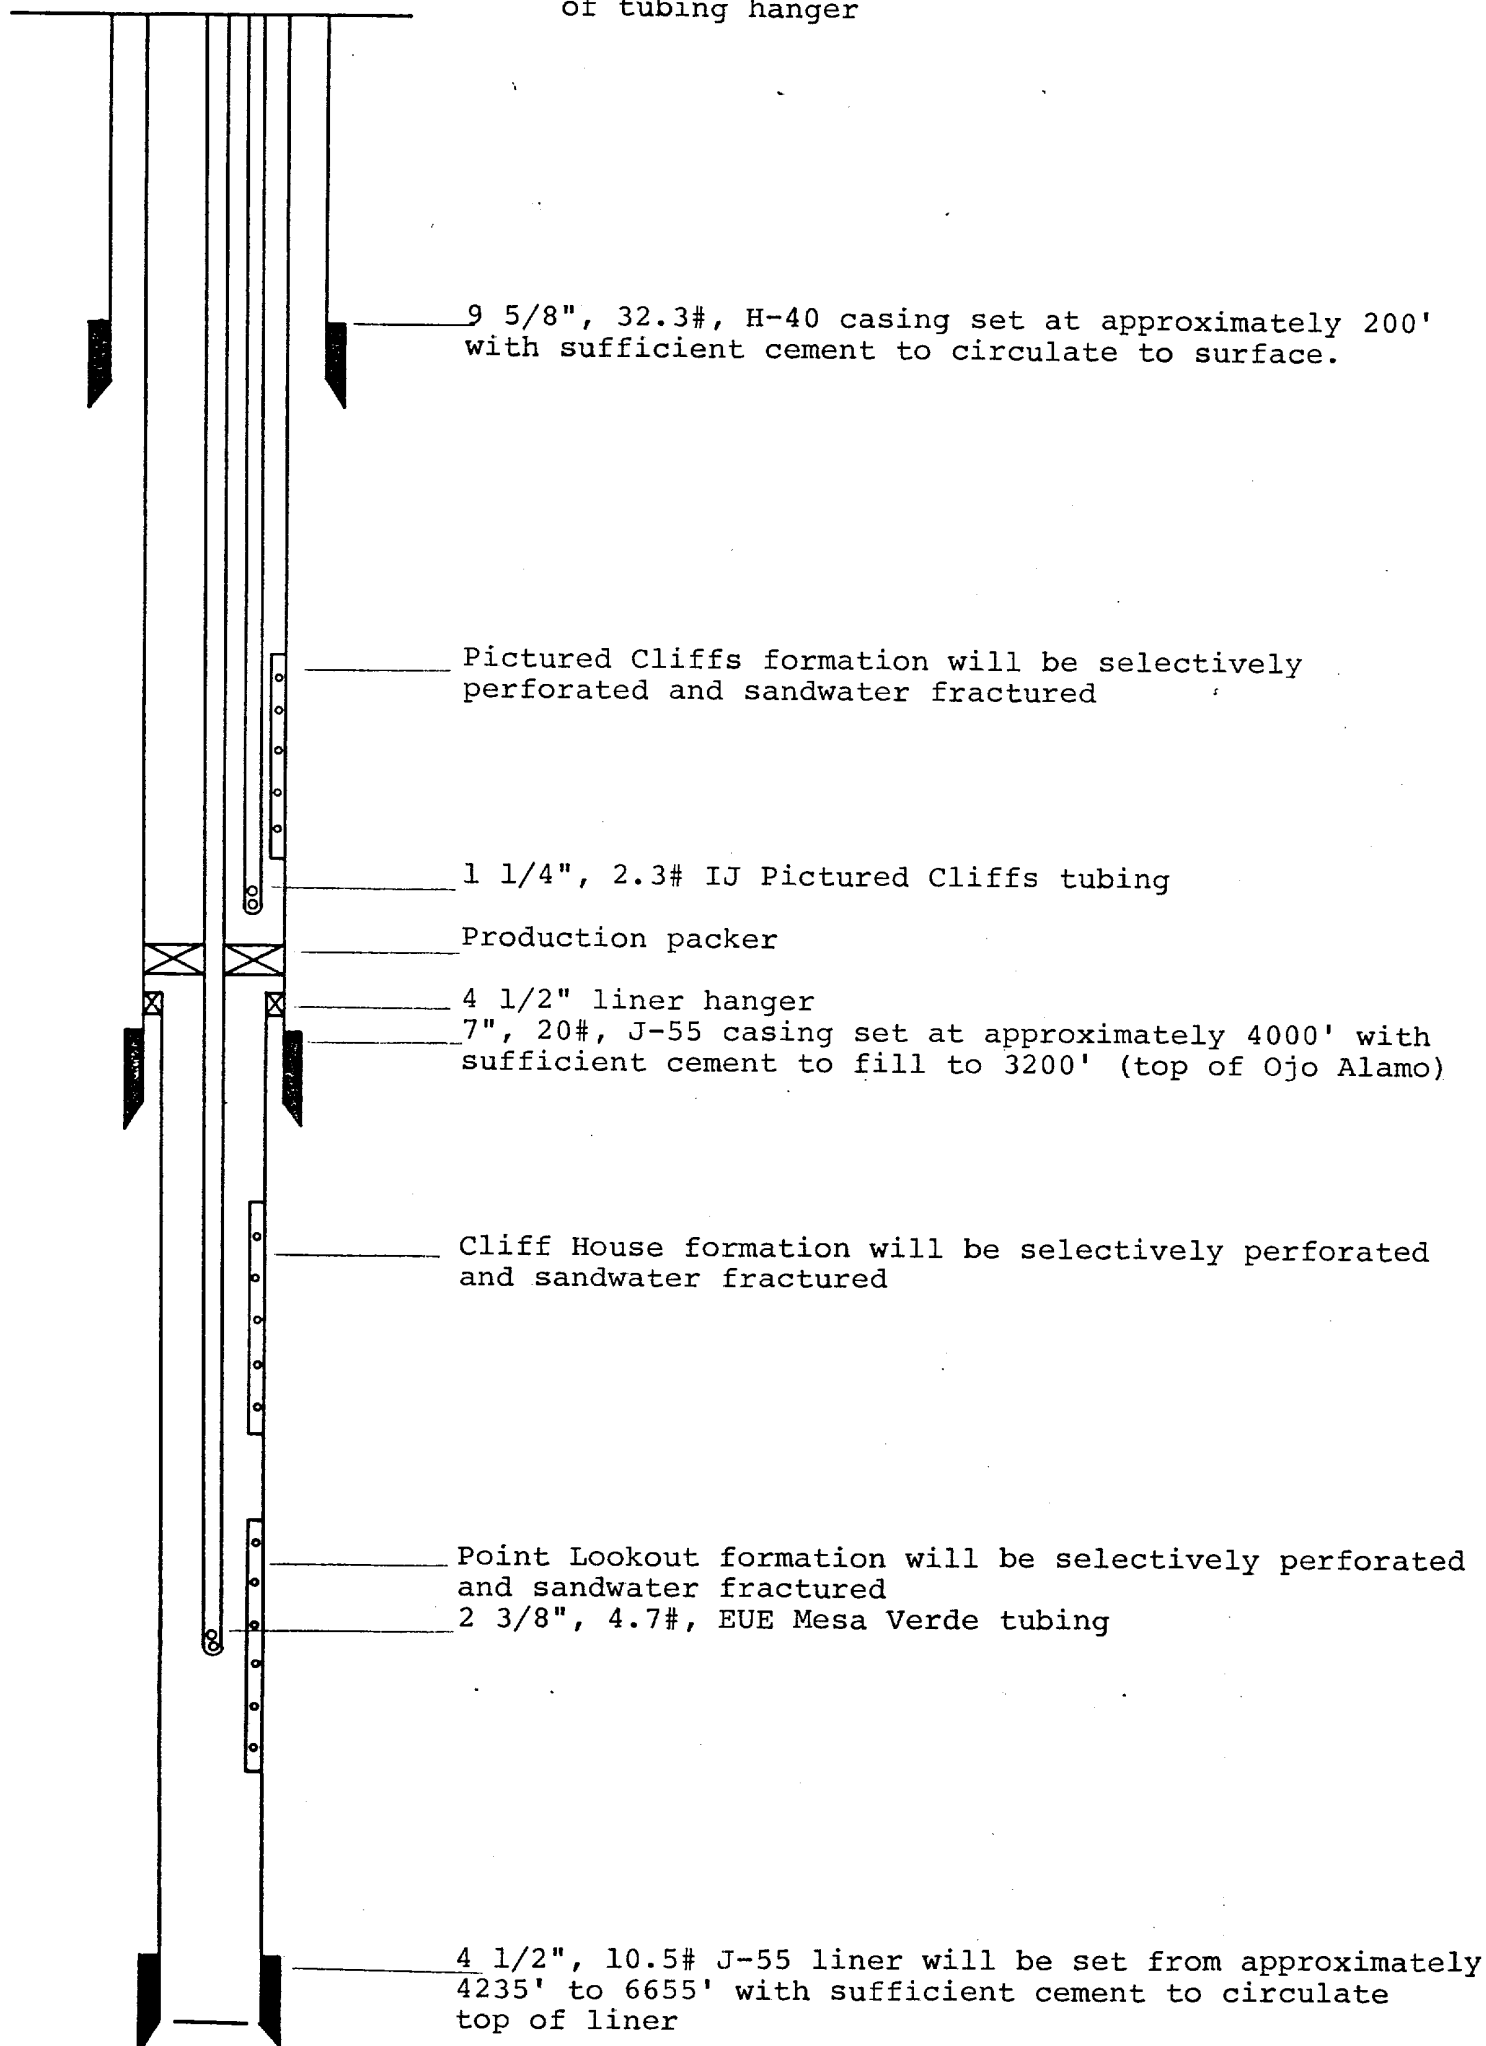 of tubing hanger
9 5/8", 32.3#, H-40 casing set at approximately 200'
with sufficient cement to circulate to surface.
Pictured Cliffs formation will be selectively
perforated and sandwater fractured
1 1/4", 2.3# IJ Pictured Cliffs tubing
Production packer
4 1/2" liner hanger
7", 20#, J-55 casing set at approximately 4000' with
sufficient cement to fill to 3200' (top of Ojo Alamo)
Cliff House formation will be selectively perforated
and sandwater fractured
Point Lookout formation will be selectively perforated
and sandwater fractured
2 3/8", 4.7#, EUE Mesa Verde tubing
4 1/2", 10.5# J-55 liner will be set from approximately
4235' to 6655' with sufficient cement to circulate
top of liner